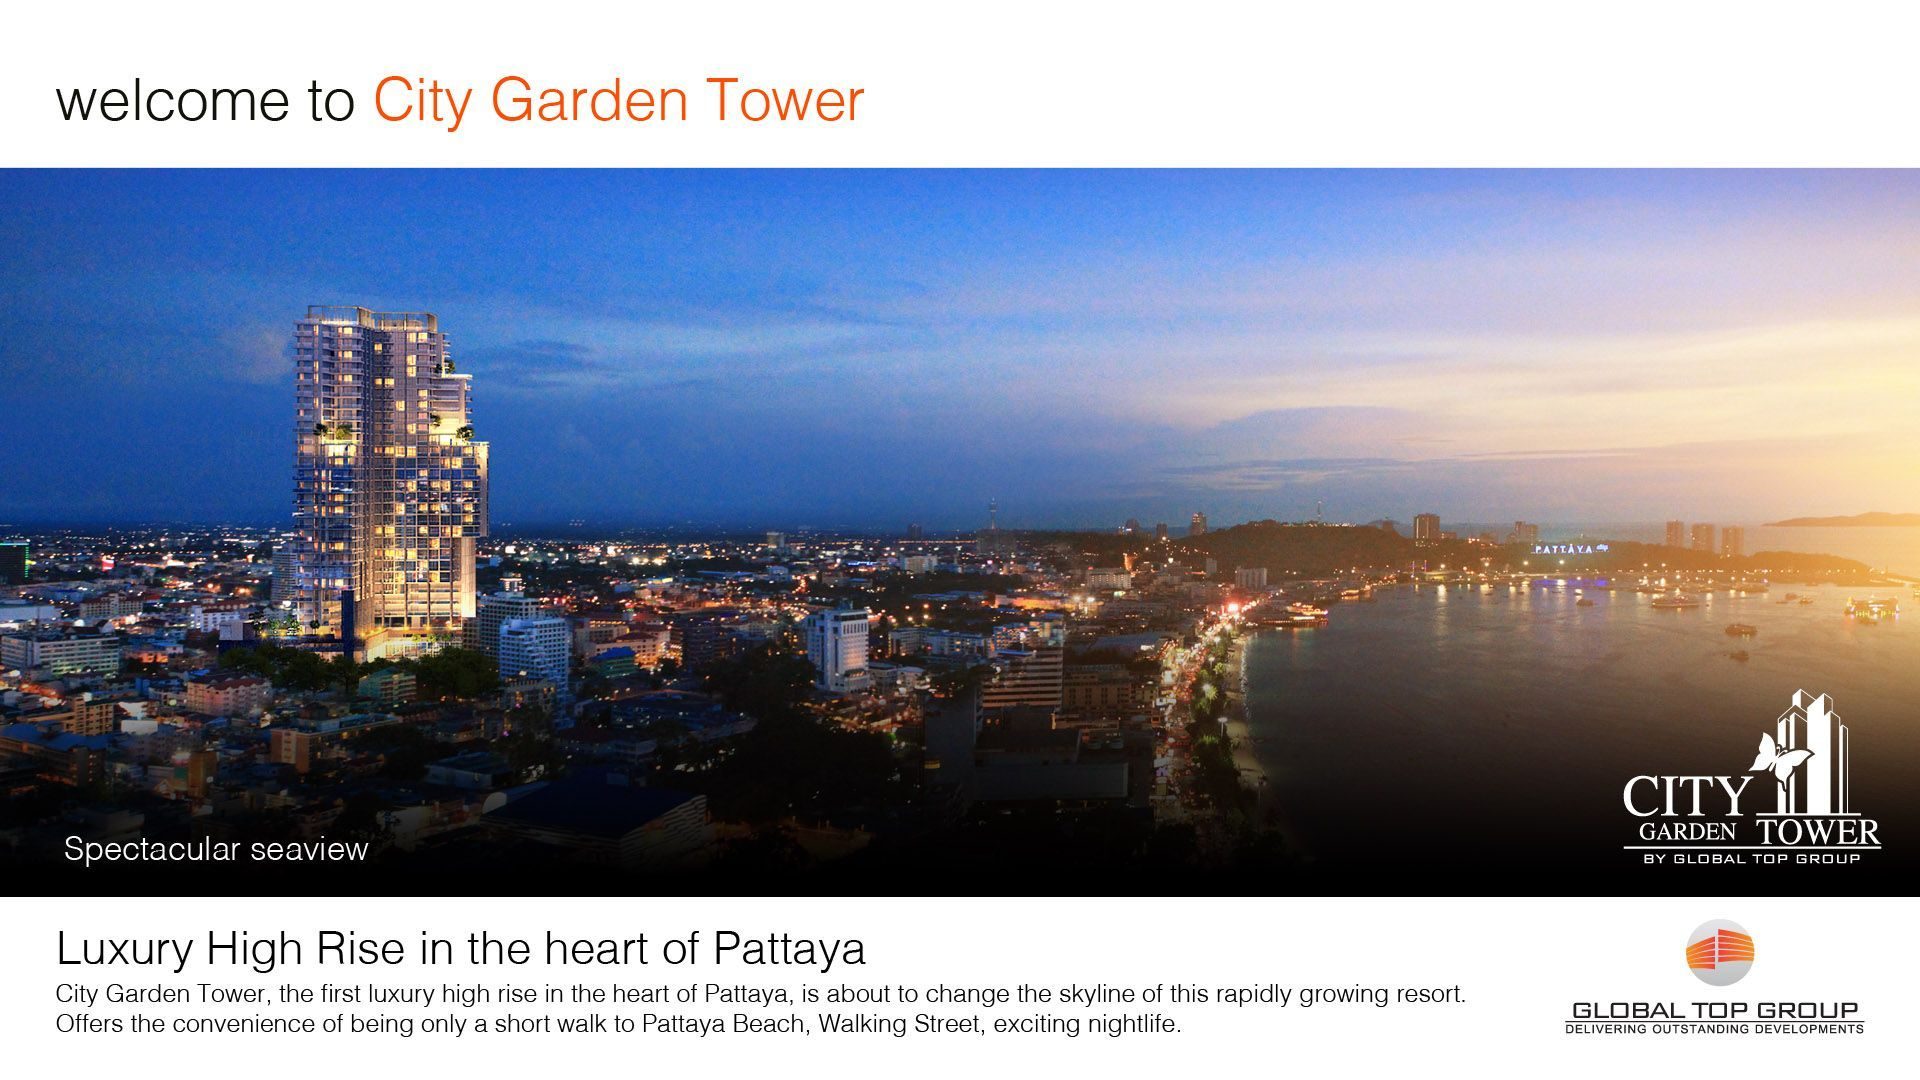 welcome to City Garden Tower
PATTAYA
Spectacular seaview
CITY
GARDEN TOWER
BY GLOBAL TOP GROUP
Luxury High Rise in the heart of Pattaya
City Garden Tower, the first luxury high rise in the heart of Pattaya, is about to change the skyline of this rapidly growing resort.
Offers the convenience of being only a short walk to Pattaya Beach, Walking Street, exciting nightlife.
GLOBAL TOP GROUP
DELIVERING OUTSTANDING DEVELOPMENTS